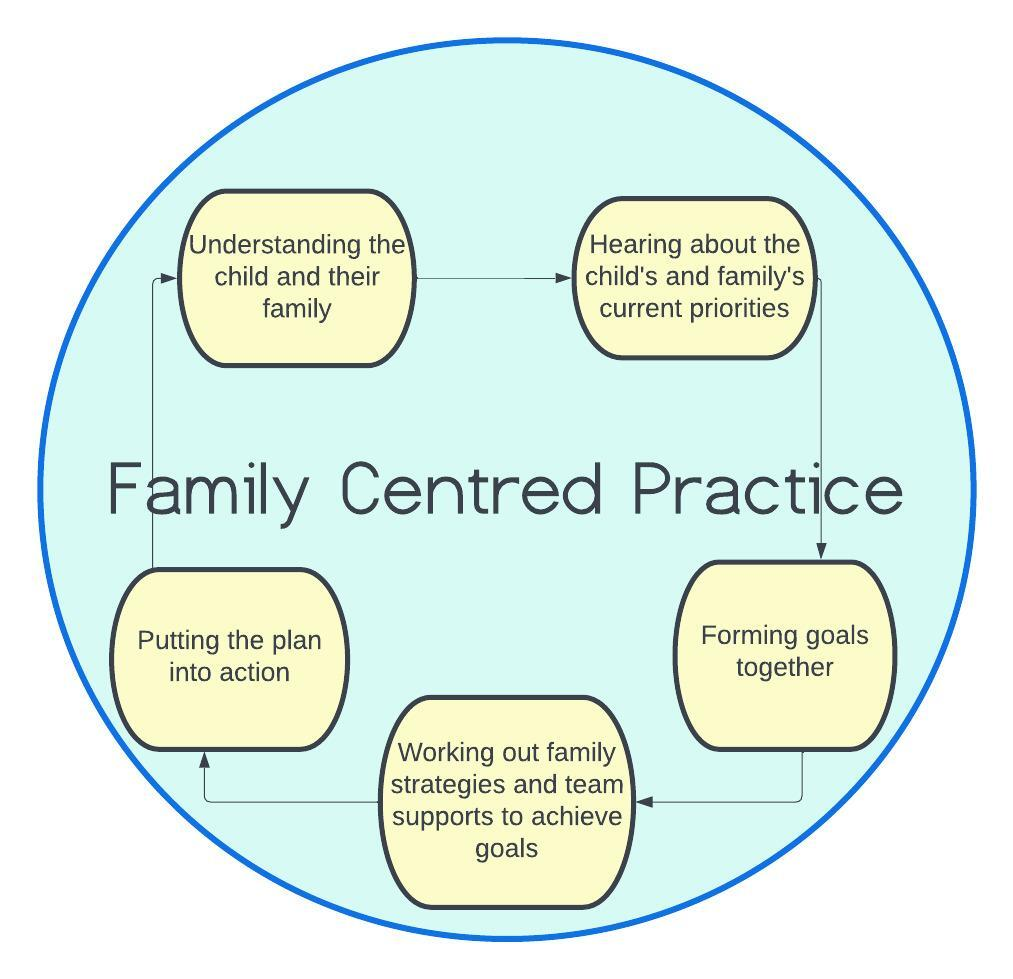 Understanding the
child and their
family
Hearing about the
child's and family's
current priorities
Family Centred Practice
Forming goals
together
Working out family
strategies and team
supports to achieve
goals
Putting the plan
into action